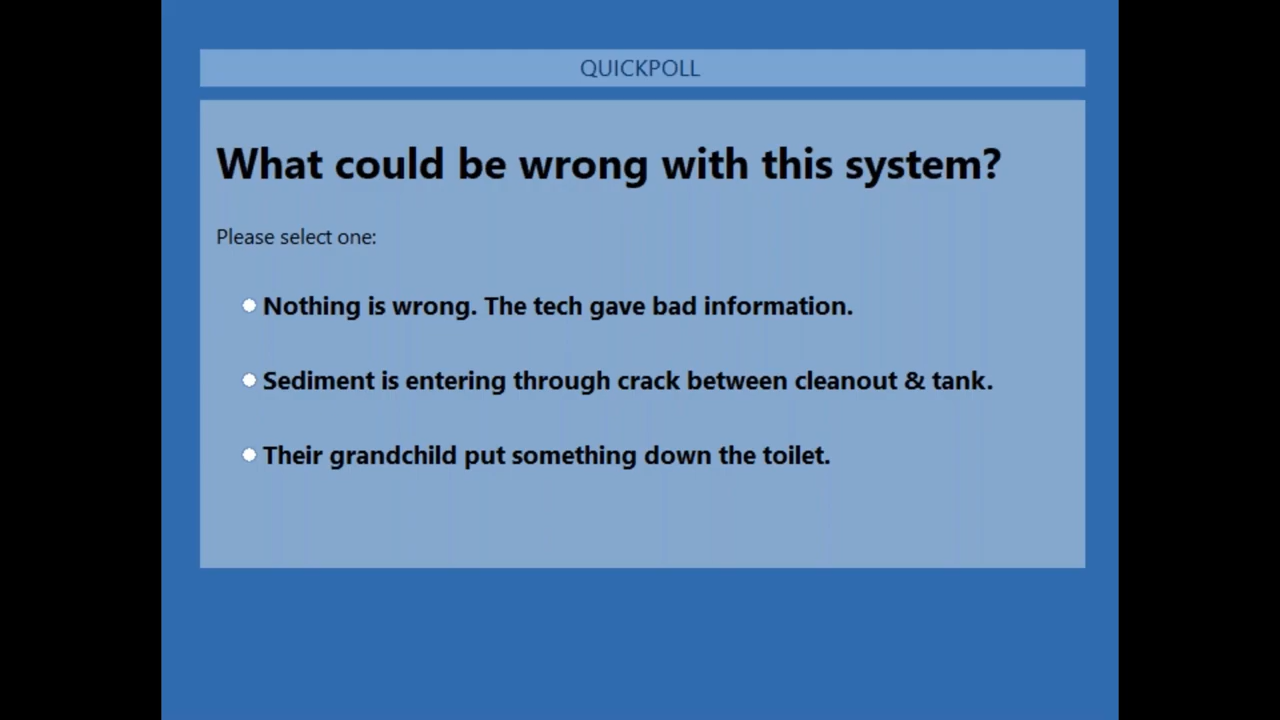 QUICKPOLL
What could be wrong with this system?
Please select one:
Nothing is wrong. The tech gave bad information.
Sediment is entering through crack between cleanout & tank.
Their grandchild put something down the toilet.